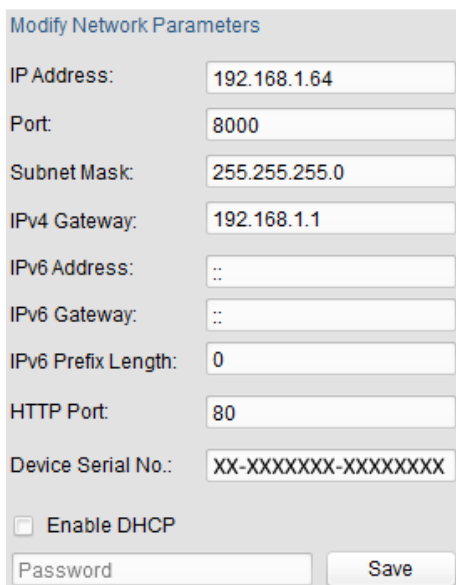 Modify Network Parameters
IP Address: 192.168.1.64
Port: 8000
Subnet Mask: 255.255.255.0
IPv4 Gateway: 192.168.1.1
IPv6 Address: ::
IPv6 Gateway: ::
IPv6 Prefix Length: 0
HTTP Port: 80
Device Serial No.: XX-XXXXXXX-XXXXXXXX
Enable DHCP
Password Save